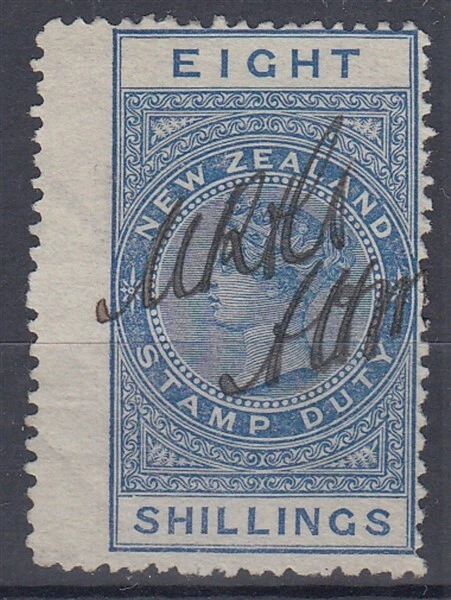 EIGHT
NEW ZEALAND
STAMP DUTY
SHILLINGS